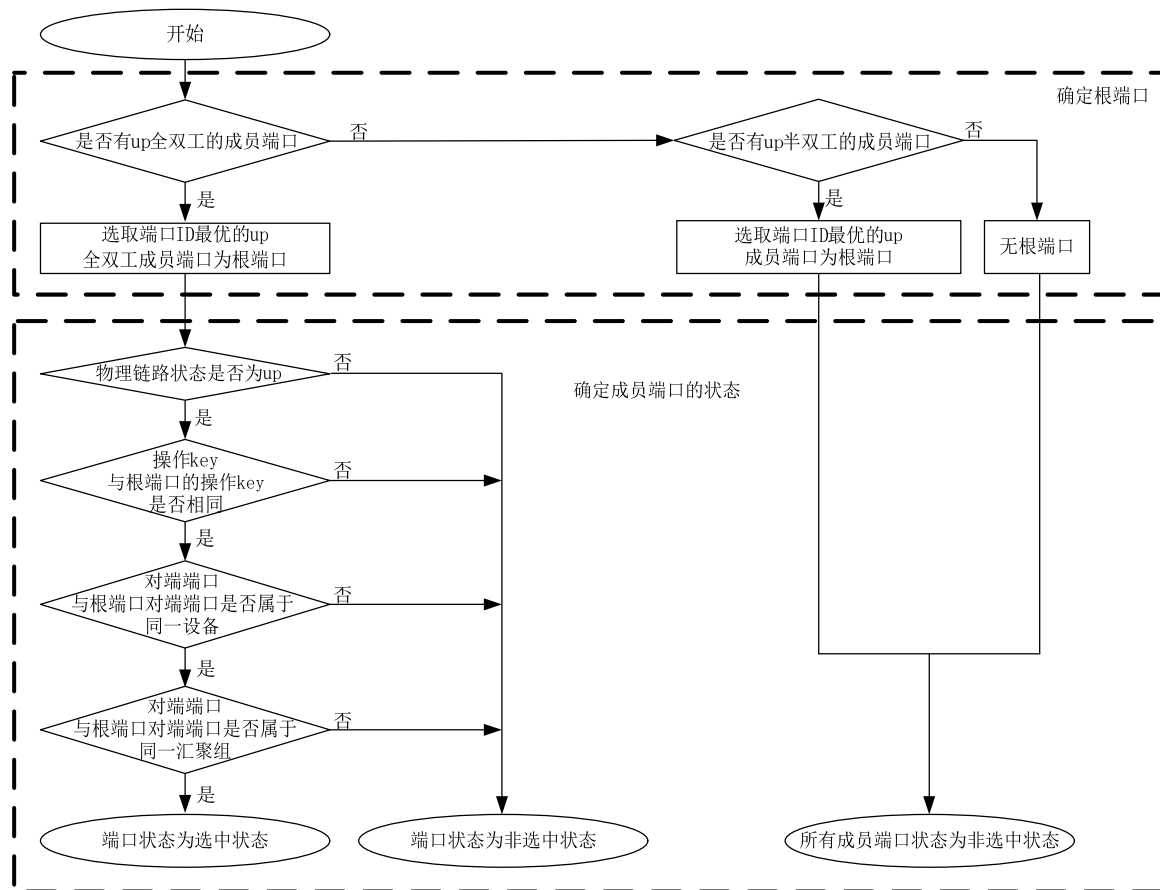 开始
确定根端口
是否有up全双工的成员端口
否
是否有up半双工的成员端口
否
是
是
选取端口ID最优的up
全双工成员端口为根端口
选取端口ID最优的up
成员端口为根端口
无根端口
物理链路状态是否为up
否
确定成员端口的状态
是
操作key
与根端口的操作key
是否相同
否
是
对端端口
与根端口对端端口是否属于
同一设备
否
是
对端端口
与根端口对端端口是否属于
同一汇聚组
否
是
端口状态为选中状态
端口状态为非选中状态
所有成员端口状态为非选中状态